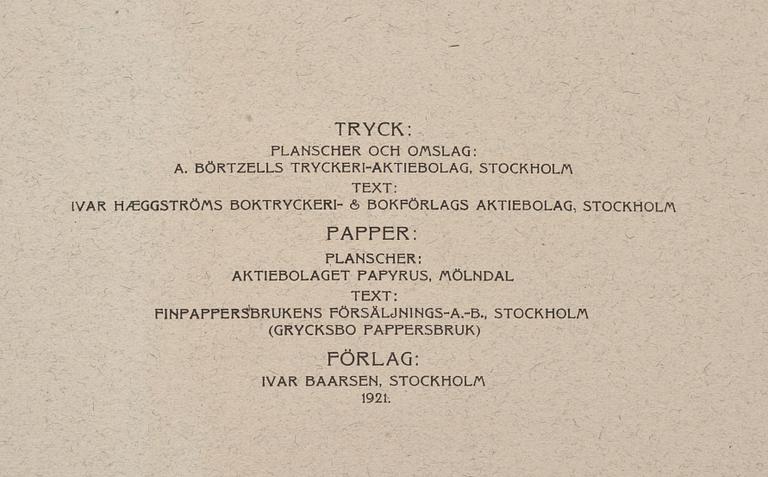 TRYCK:
PLANSCHER OCH OMSLAG:
A. BÖRTZELLS TRYCKERI-AKTIEBOLAG, STOCKHOLM
TEXT:
IVAR HÆGGSTRÖMS BOKTRYCKERI- & BOKFÖRLAGS AKTIEBOLAG, STOCKHOLM
PAPPER:
PLANSCHER:
AKTIEBOLAGET PAPYRUS, MÖLNDAL
TEXT:
FINPAPPERSBRUKENS FÖRSÄLJNINGS-A.-B., STOCKHOLM
(GRYCKSBO PAPPERSBRUK)
FÖRLAG:
IVAR BAARSEN, STOCKHOLM
1921.